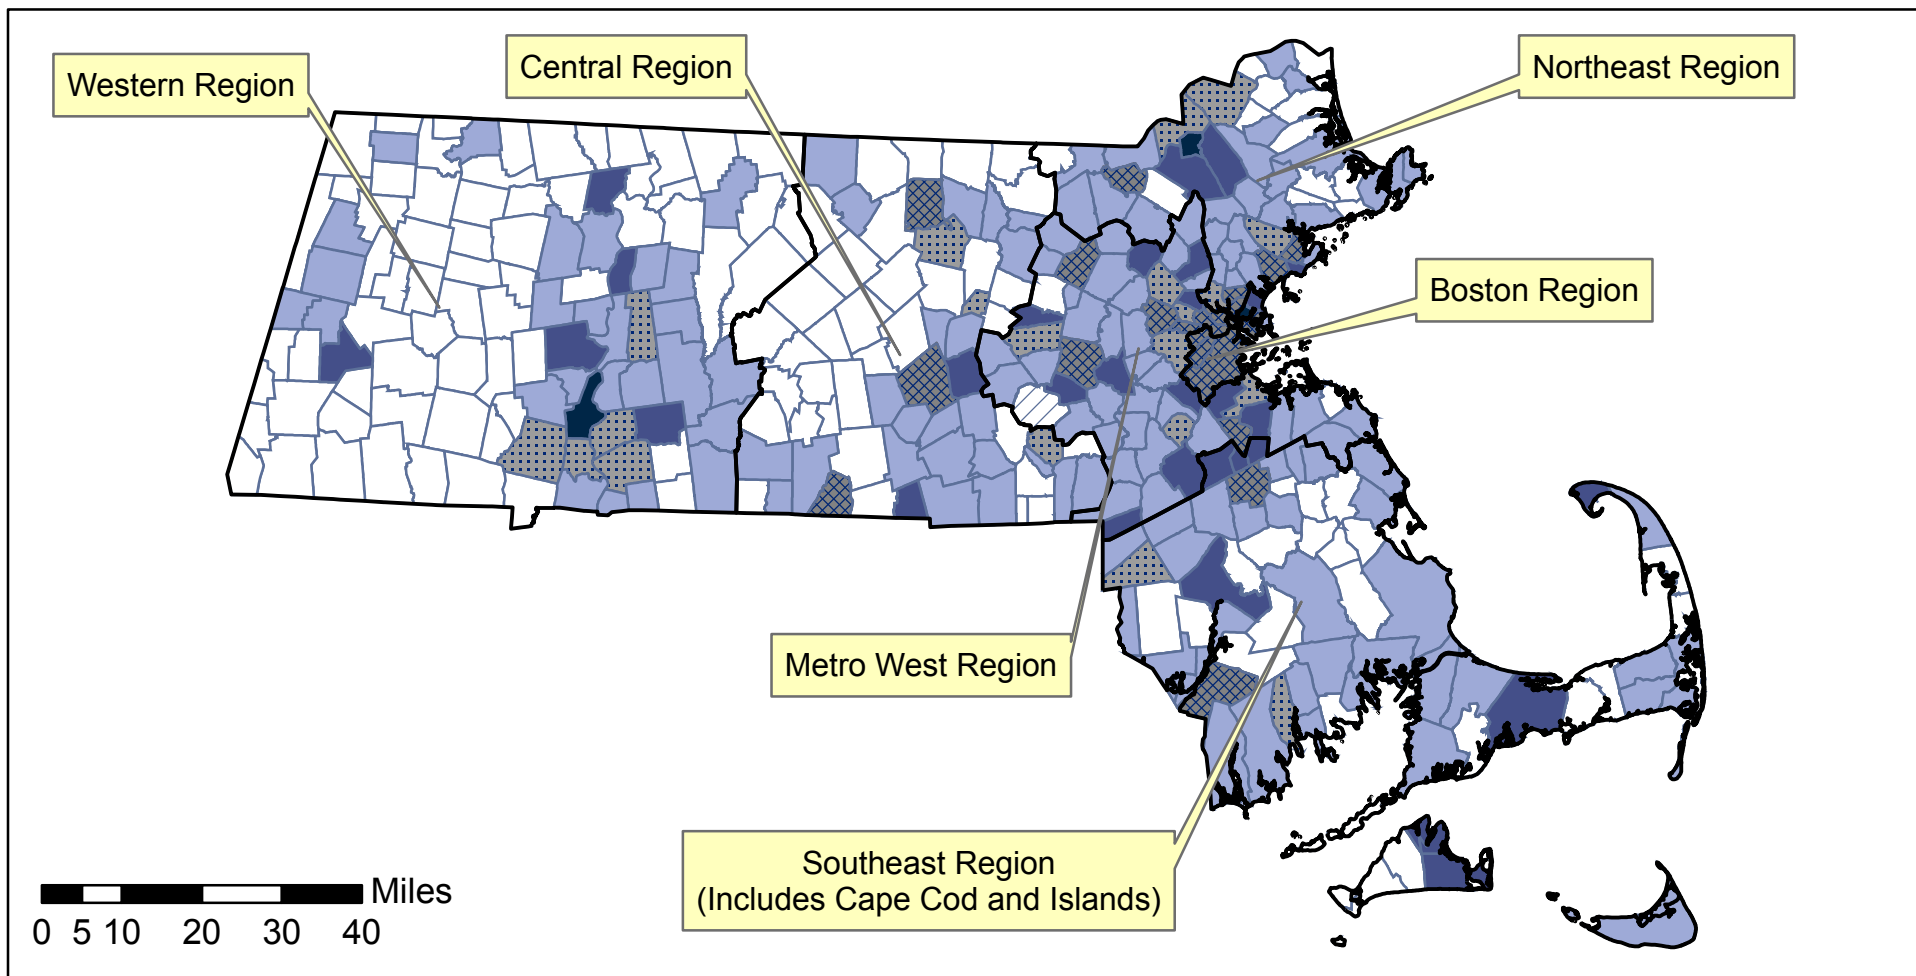 Western Region
Central Region
Northeast Region
Boston Region
Metro West Region
Southeast Region
(Includes Cape Cod and Islands)
Miles
0 5 10 20 30 40